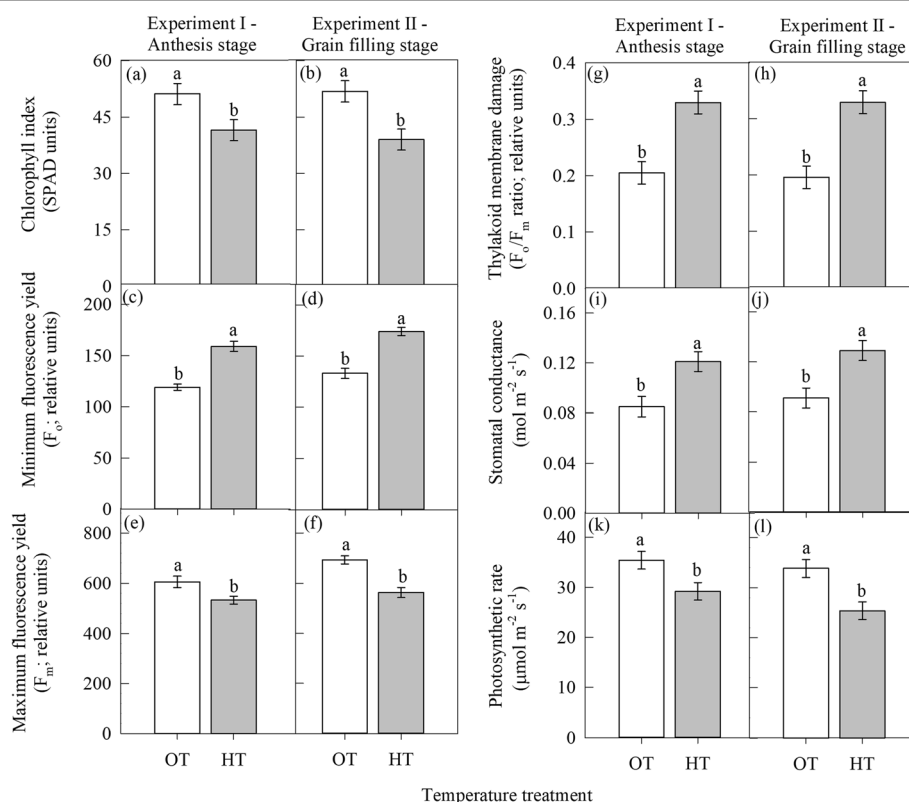 Experiment I -
Anthesis stage
Experiment II -
Grain filling stage
Chlorophyll index
(SPAD units)
60
45
30
15
0
(a)
a
b
(b)
a
b
Minimum fluorescence yield
(Fo; relative units)
200
150
100
50
0
(c)
b
a
(d)
b
a
Maximum fluorescence yield
(Fm; relative units)
800
600
400
200
0
(e)
a
b
(f)
a
b
OT
HT
OT
HT
Experiment I -
Anthesis stage
Experiment II -
Grain filling stage
Thylakoid membrane damage
(Fo/Fm ratio; relative units)
0.4
0.3
0.2
0.1
0.0
(g)
b
a
(h)
b
a
Stomatal conductance
(mol m-2 s-1)
0.16
0.12
0.08
0.04
0.00
(i)
b
a
(j)
b
a
Photosynthetic rate
(µmol m-2 s-1)
40
30
20
10
0
(k)
a
b
(l)
a
b
OT
HT
OT
HT
Temperature treatment